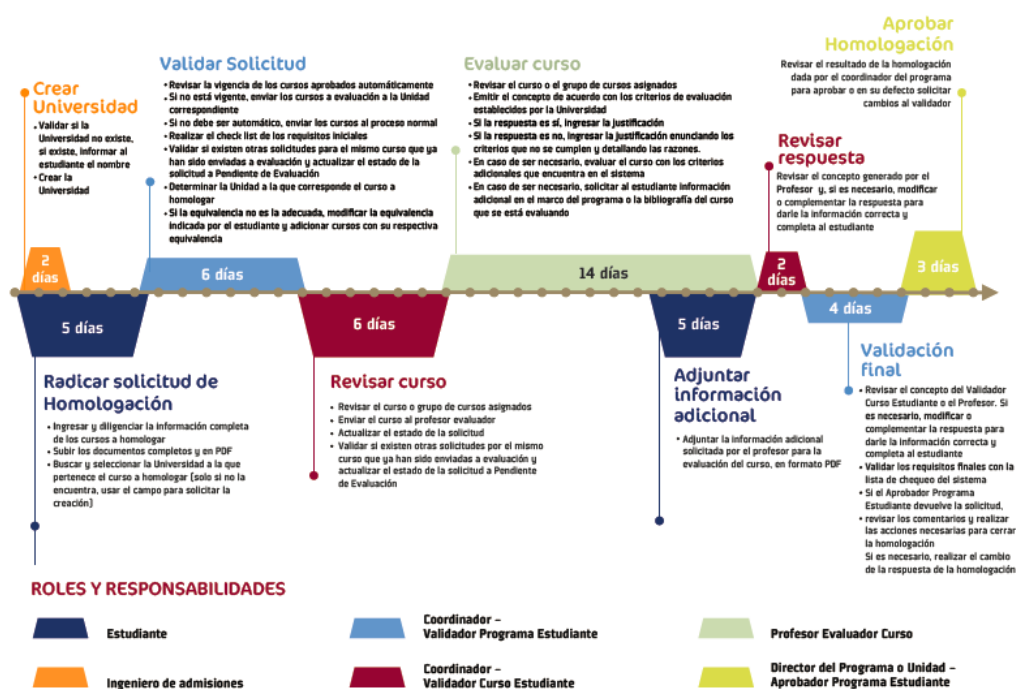 Crear
Universidad
• Validar si la
Universidad no existe,
si existe, informar al
estudiante el nombre
• Crear la
Universidad
Validar Solicitud
• Revisar la vigencia de los cursos aprobados automáticamente
• Si no está vigente, enviar los cursos a evaluación a la Unidad
correspondiente
• Si no debe ser automático, enviar los cursos al proceso normal
• Realizar el check list de los requisitos iniciales
• Validar si existen otras solicitudes para el mismo curso que ya
han sido enviadas a evaluación y actualizar el estado de la
solicitud a Pendiente de Evaluación
• Determinar la Unidad a la que corresponde el curso a
homologar
• Si la equivalencia no es la adecuada, modificar la equivalencia
indicada por el estudiante y adicionar cursos con su respectiva
equivalencia
Evaluar curso
• Revisar el curso o el grupo de cursos asignados
• Emitir el concepto de acuerdo con los criterios de evaluación
establecidos por la Universidad
• Si la respuesta es sí, ingresar la justificación
• Si la respuesta es no, ingresar la justificación enunciando los
criterios que no se cumplen y detallando las razones.
• En caso de ser necesario, evaluar el curso con los criterios
adicionales que encuentra en el sistema
• En caso de ser necesario, solicitar al estudiante información
adicional en el marco del programa o la bibliografía del curso
que se está evaluando
Aprobar
Homologación
Revisar el resultado de la homologación
dada por el coordinador del programa
para aprobar o en su defecto solicitar
cambios al validador
Revisar
respuesta
Revisar el concepto generado por el
Profesor y, si es necesario, modificar
o complementar la respuesta para
darle la información correcta y
completa al estudiante
2
días
6 días
14 días
2
días
3 días
5 días
6 días
5 días
4 días
Radicar solicitud de
Homologación
• Ingresar y diligenciar la información completa
de los cursos a homologar
• Subir los documentos completos y en PDF
• Buscar y seleccionar la Universidad a la que
pertenece el curso a homologar (solo si no la
encuentra, usar el campo para solicitar la
creación)
Revisar curso
• Revisar el curso o grupo de cursos asignados
• Enviar el curso al profesor evaluador
• Actualizar el estado de la solicitud
• Validar si existen otras solicitudes por el mismo
curso que ya han sido enviadas a evaluación y
actualizar el estado de la solicitud a Pendiente
de Evaluación
Adjuntar
información
adicional
• Adjuntar la información adicional
solicitada por el profesor para la
evaluación del curso, en formato PDF
Validación
final
• Revisar el concepto del Validador
Curso Estudiante o el Profesor. Si
es necesario, modificar o
complementar la respuesta para
darle la información correcta y
completa al estudiante
• Validar los requisitos finales con la
lista de chequeo del sistema
• Si el Aprobador Programa
Estudiante devuelve la solicitud,
• revisar los comentarios y realizar
las acciones necesarias para cerrar
la homologación
Si es necesario, realizar el cambio
de la respuesta de la homologación
ROLES Y RESPONSABILIDADES
Estudiante
Coordinador –
Validador Programa Estudiante
Profesor Evaluador Curso
Ingeniero de admisiones
Coordinador –
Validador Curso Estudiante
Director del Programa o Unidad –
Aprobador Programa Estudiante